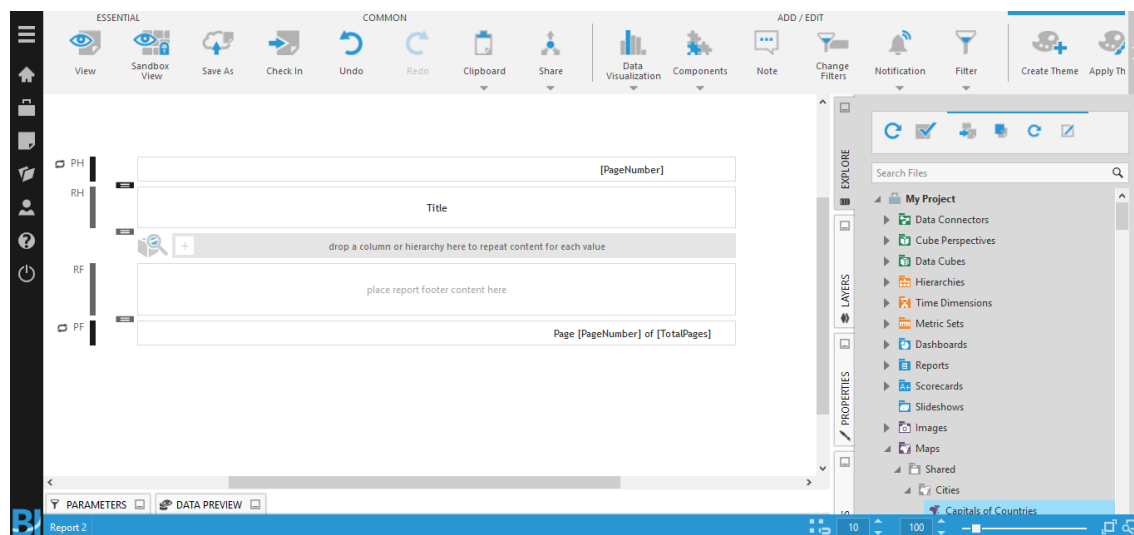 ESSENTIAL
COMMON
ADD / EDIT
View
Sandbox
View
Save As
Check In
Undo
Redo
Clipboard
Share
Data
Visualization
Components
Note
Change
Filters
Notification
Filter
Create Theme
Apply Th
PH
[PageNumber]
RH
Title
drop a column or hierarchy here to repeat content for each value
RF
place report footer content here
PF
Page [PageNumber] of [TotalPages]
EXPLORE
LAYERS
PROPERTIES
Search Files
My Project
Data Connectors
Cube Perspectives
Data Cubes
Hierarchies
Time Dimensions
Metric Sets
Dashboards
Reports
Scorecards
Slideshows
Images
Maps
Shared
Cities
Capitals of Countries
PARAMETERS
DATA PREVIEW
BI
Report 2
10
100